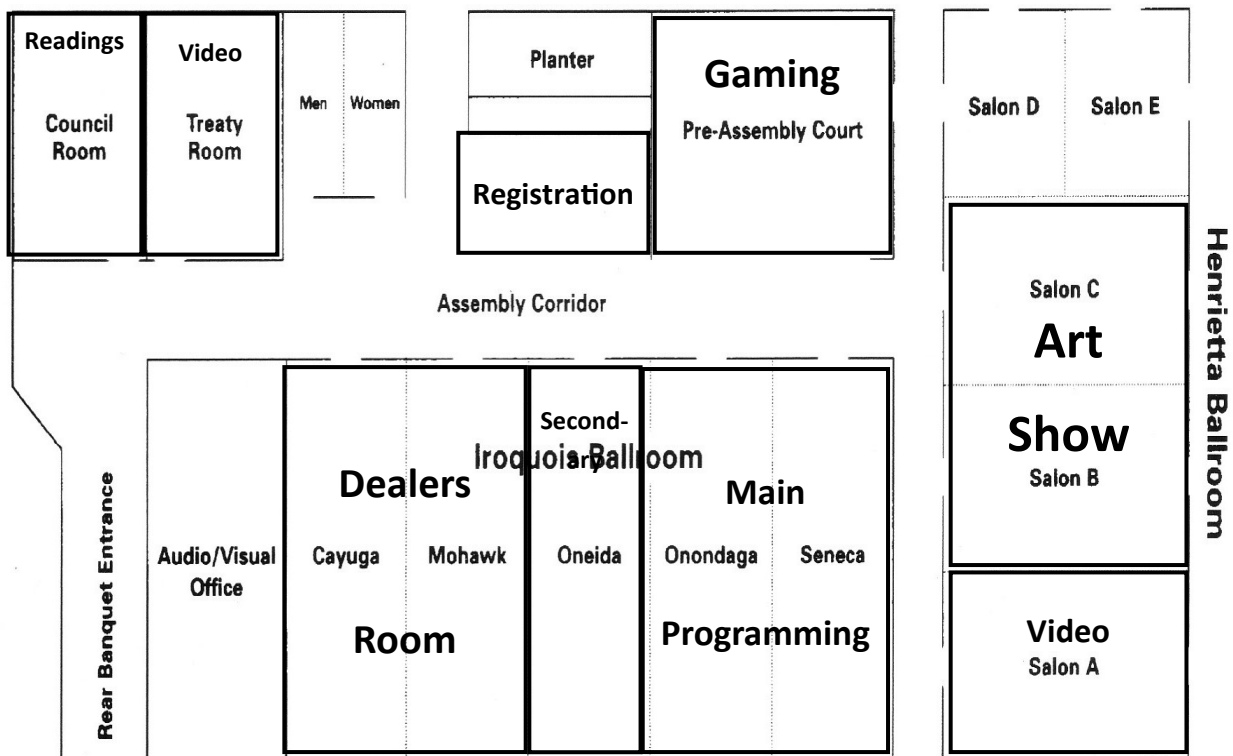 Readings
Council
Room
Video
Treaty
Room
Men
Women
Planter
Registration
Gaming
Pre-Assembly Court
Salon D
Salon E
Assembly Corridor
Salon C
Art
Show
Salon B
Henrietta Ballroom
Rear Banquet Entrance
Audio/Visual
Office
Iroquois Ballroom
Dealers
Cayuga
Mohawk
Room
Second-
ary
Oneida
Main
Onondaga
Seneca
Programming
Video
Salon A